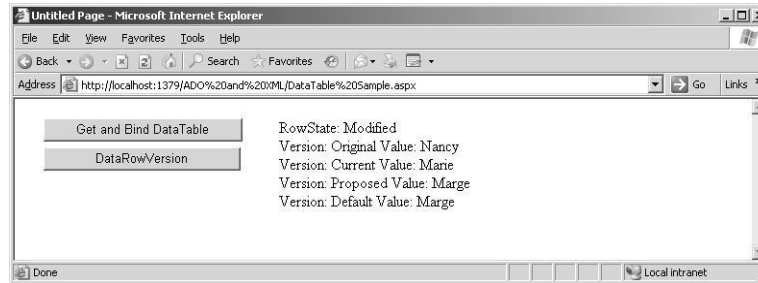 Untitled Page - Microsoft Internet Explorer
File Edit View Favorites Tools Help
Back Search Favorites
Address http://localhost:1379/ADO%20and%20XML/DataTable%20Sample.aspx Go Links
Get and Bind DataTable
DataRowVersion
RowState: Modified
Version: Original Value: Nancy
Version: Current Value: Marie
Version: Proposed Value: Marge
Version: Default Value: Marge
Done Local intranet